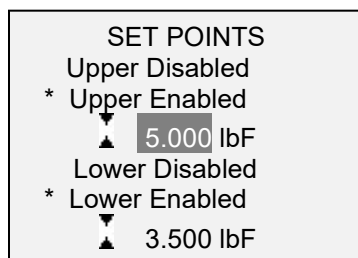 SET POINTS
Upper Disabled
* Upper Enabled
5.000 lbF
Lower Disabled
* Lower Enabled
3.500 lbF